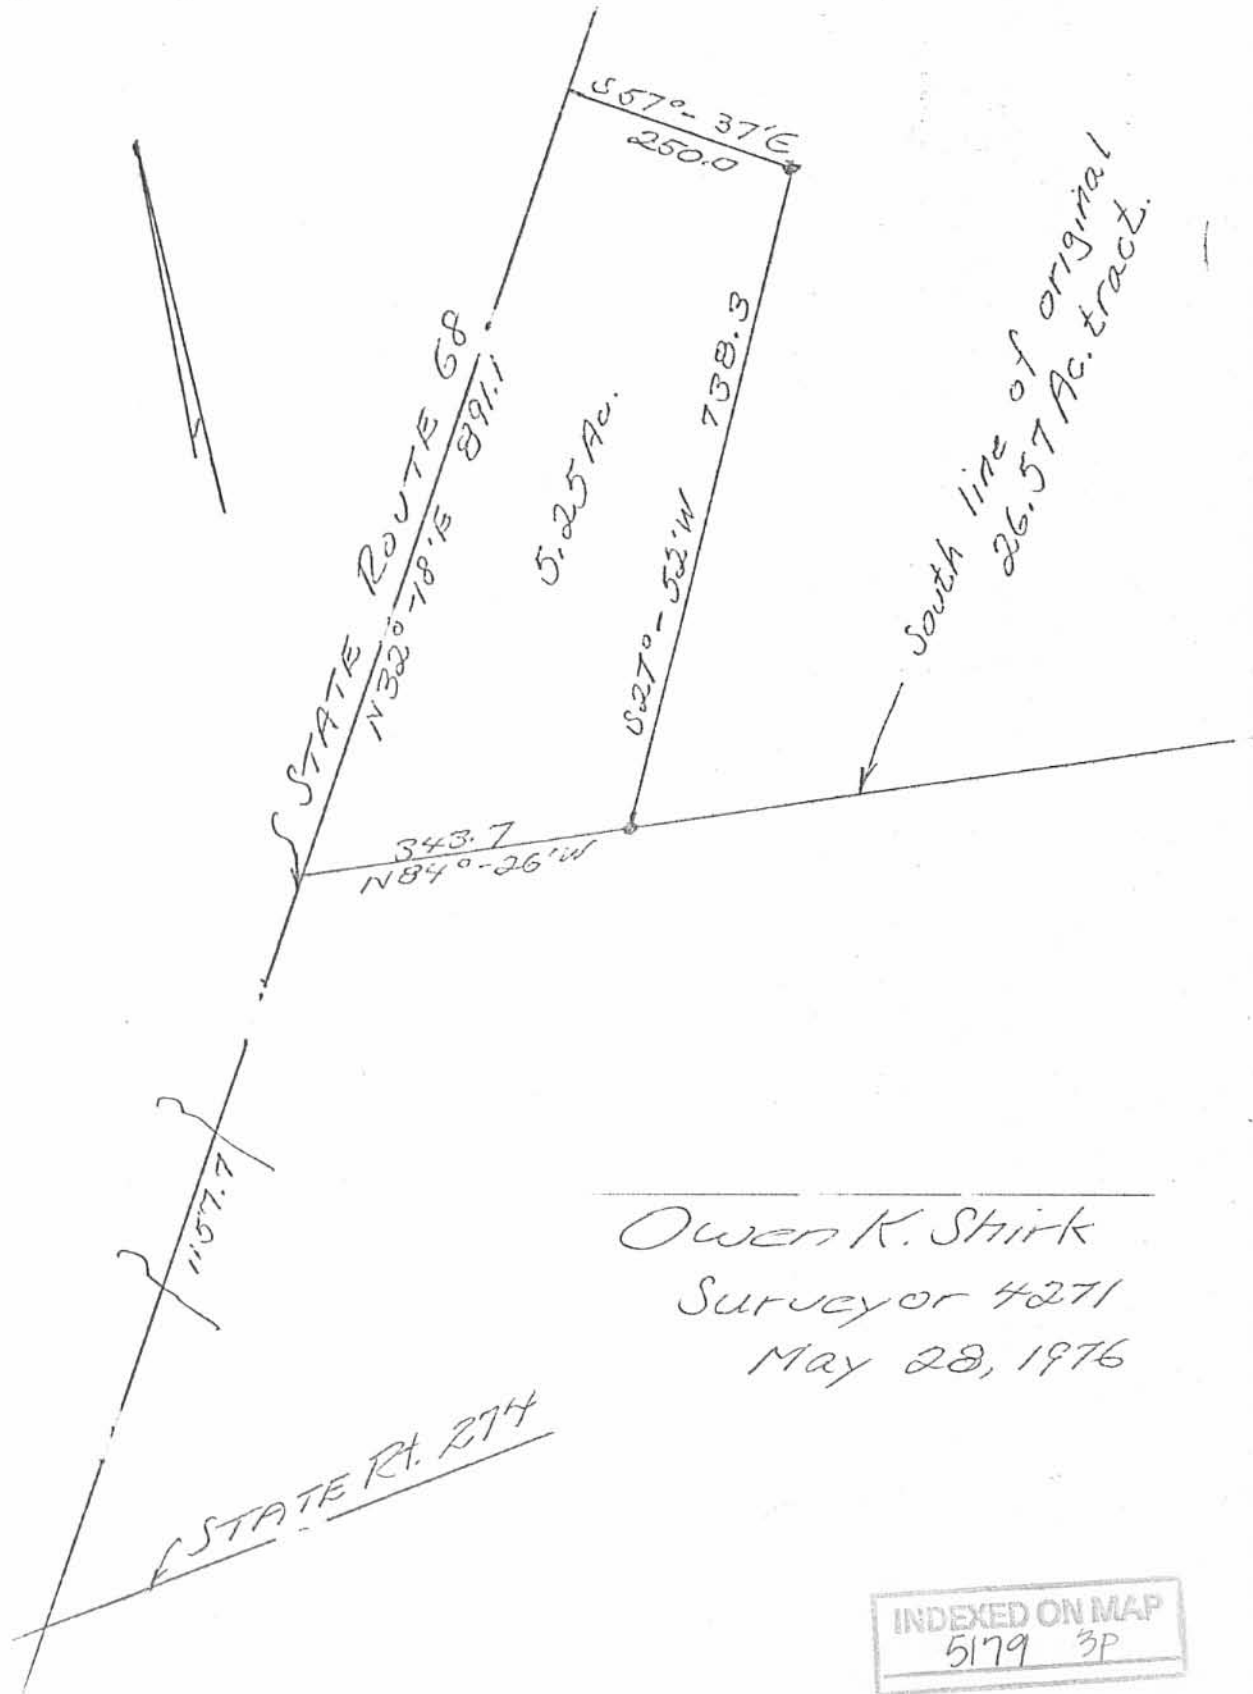 S57°-37'E
250.0
STATE ROUTE 68
N32°-18'E 891.1
5.25 Ac.
738.3
S27°-52'W
South line of original
26.57 Ac. tract.
343.7
N84°-26'W
1157.7
Owen K. Shirk
Surveyor 4271
May 28, 1976
STATE Rt. 274
INDEXED ON MAP
5179 3P